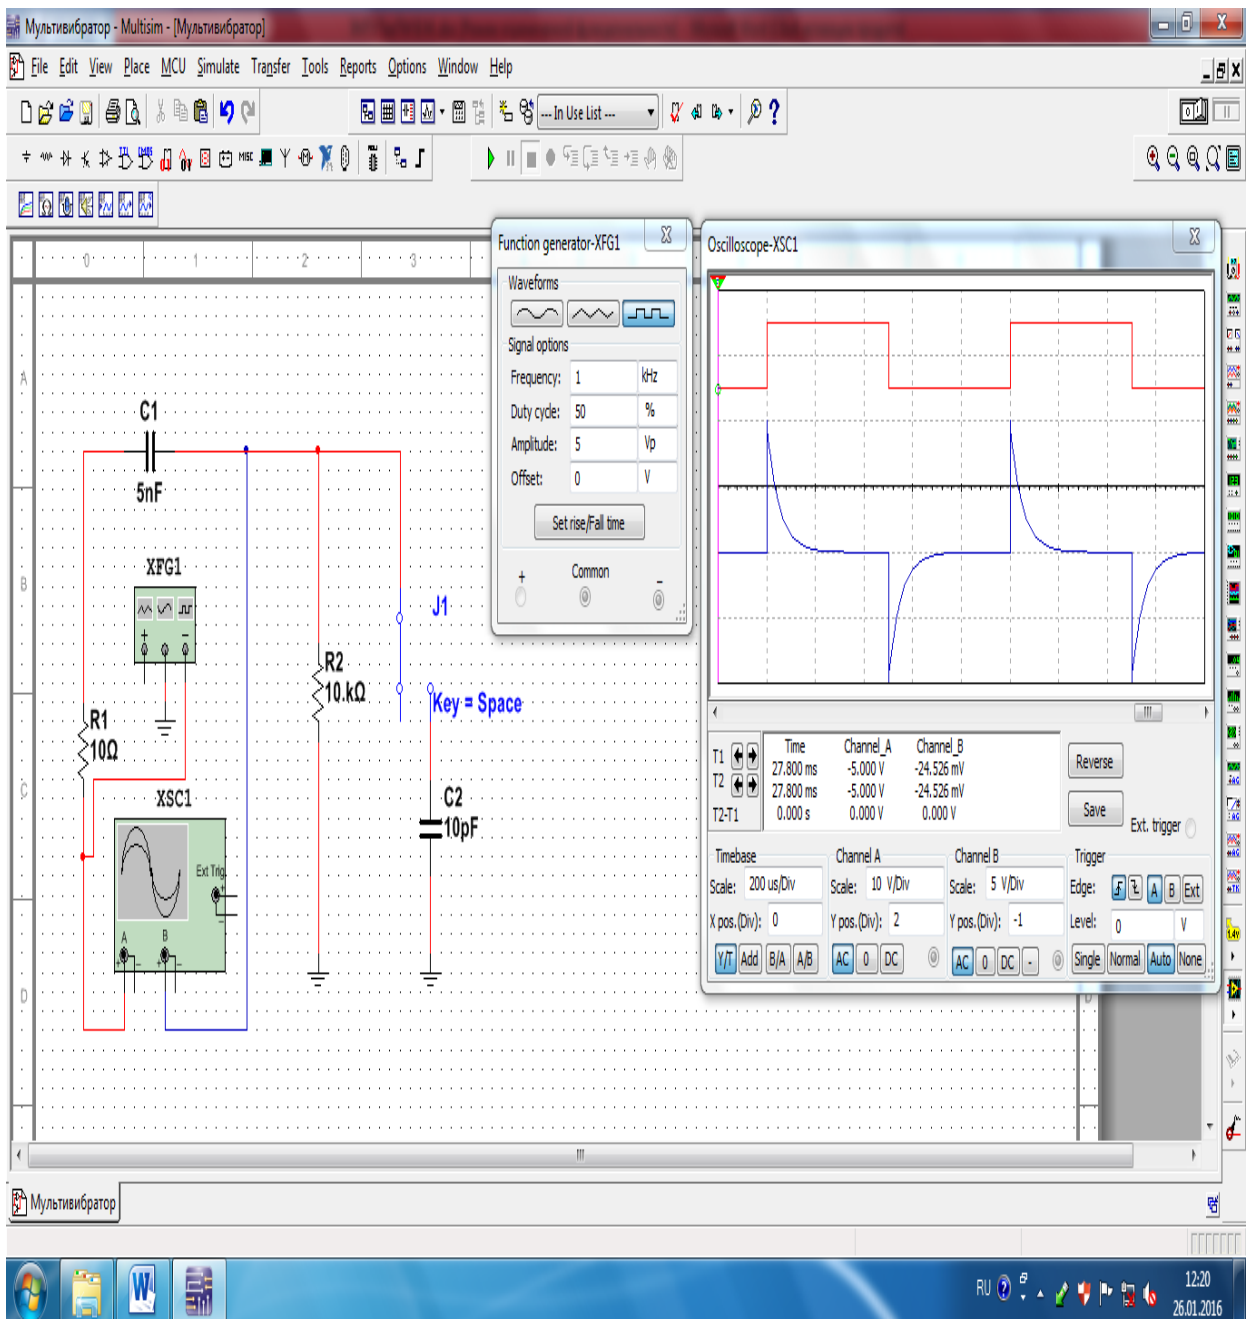 Мультивибратор - Multisim - [Мультивибратор]
File Edit View Place MCU Simulate Transfer Tools Reports Options Window Help
--- In Use List ---
MISC
Function generator-XFG1
Waveforms
Signal options
Frequency: 1 kHz
Duty cycle: 50 %
Amplitude: 5 Vp
Offset: 0 V
Set rise/Fall time
+ Common −
Oscilloscope-XSC1
Time Channel_A Channel_B
T1 27.800 ms -5.000 V -24.526 mV
T2 27.800 ms -5.000 V -24.526 mV
T2-T1 0.000 s 0.000 V 0.000 V
Reverse
Save
Ext. trigger
Timebase
Scale: 200 us/Div
X pos.(Div): 0
Y/T Add B/A A/B
Channel A
Scale: 10 V/Div
Y pos.(Div): 2
AC 0 DC
Channel B
Scale: 5 V/Div
Y pos.(Div): -1
AC 0 DC -
Trigger
Edge: A B Ext
Level: 0 V
Single Normal Auto None
0 1 2 3
A
B
C
D
D
C1
5nF
XFG1
+ −
R1
10Ω
XSC1
Ext Trig
+
−
A B
+ − + −
R2
10.kΩ
J1
Key = Space
C2
10pF
Мультивибратор
RU
12:20
26.01.2016